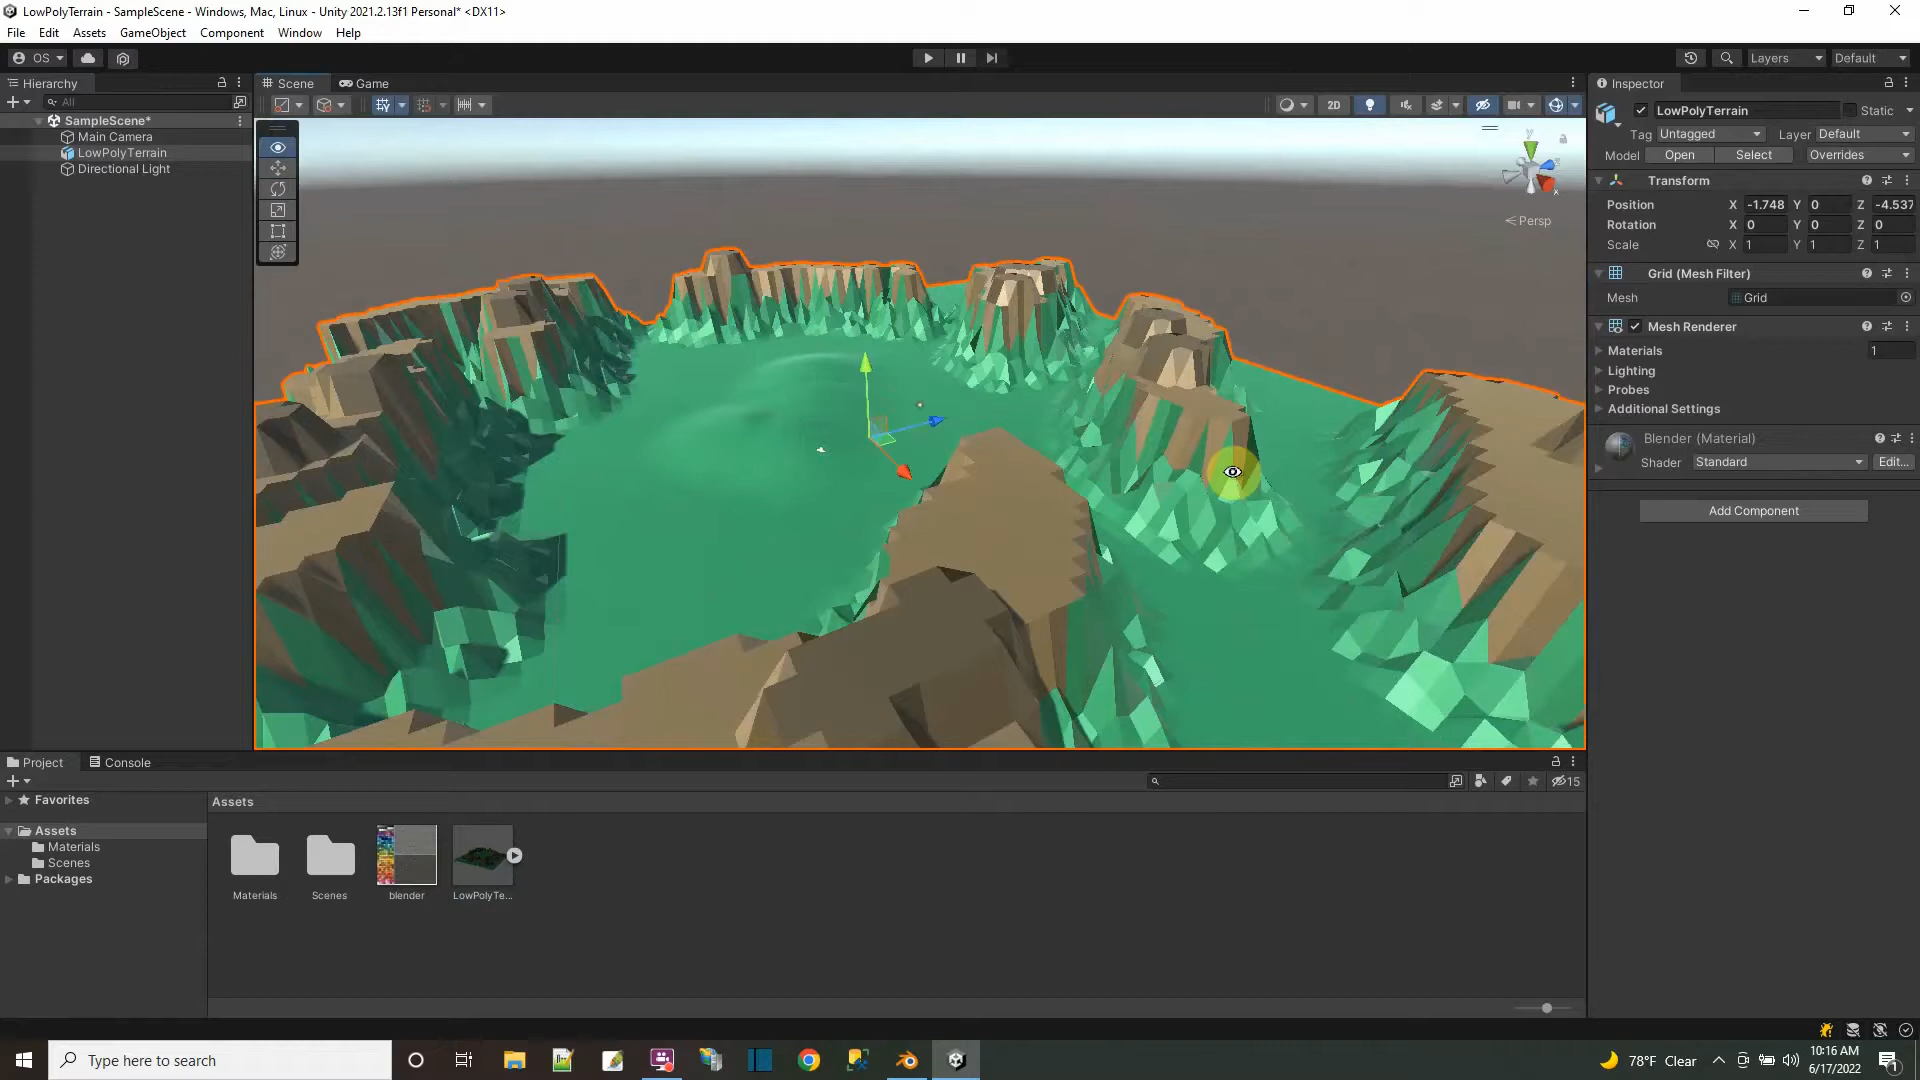 LowPolyTerrain - SampleScene - Windows, Mac, Linux - Unity 2021.2.13f1 Personal* <DX11>
File Edit Assets GameObject Component Window Help
OS Layers Default
Hierarchy
All
SampleScene*
Main Camera
LowPolyTerrain
Directional Light
Scene Game
2D
y
x
Persp
Inspector
LowPolyTerrain Static
Tag Untagged Layer Default
Model Open Select Overrides
Transform
Position X -1.748 Y 0 Z -4.537
Rotation X 0 Y 0 Z 0
Scale X 1 Y 1 Z 1
Grid (Mesh Filter)
Mesh Grid
Mesh Renderer
Materials 1
Lighting
Probes
Additional Settings
Blender (Material)
Shader Standard Edit...
Add Component
Project Console
15
Favorites
Assets
Materials
Scenes
Packages
Assets
Materials Scenes blender LowPolyTe...
Type here to search
78°F Clear
10:16 AM
6/17/2022
1